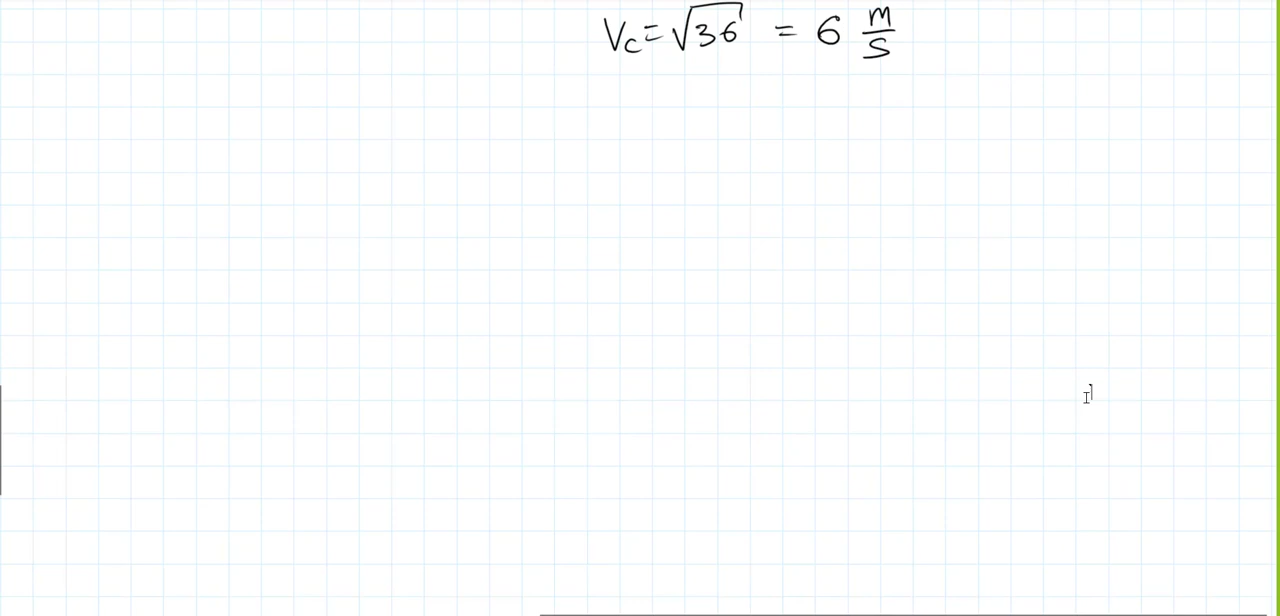 Vc = √36 = 6 m/s